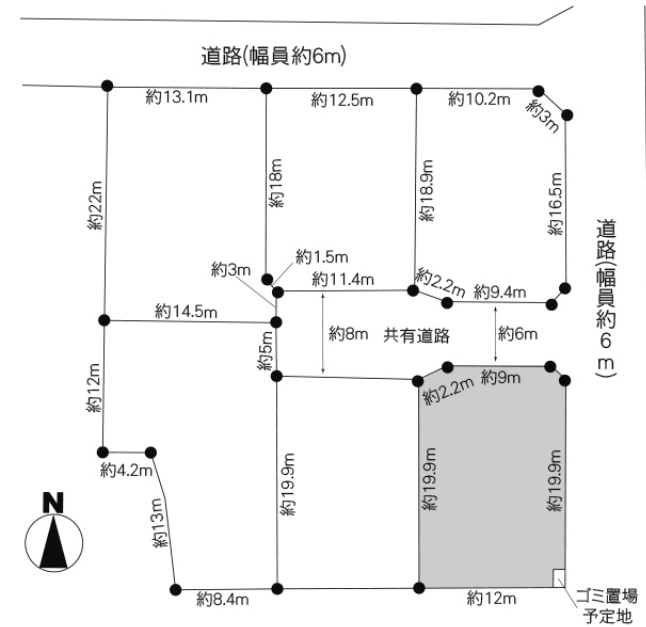 道路(幅員約6m)
約13.1m
約12.5m
約10.2m
約3m
約22m
約18m
約18.9m
約16.5m
道路(幅員約6m)
約1.5m
約3m
約11.4m
約2.2m
約9.4m
約14.5m
約5m
約8m
共有道路
約6m
約12m
約2.2m
約9m
約4.2m
約13m
約19.9m
約19.9m
約19.9m
N
約8.4m
約12m
ゴミ置場
予定地